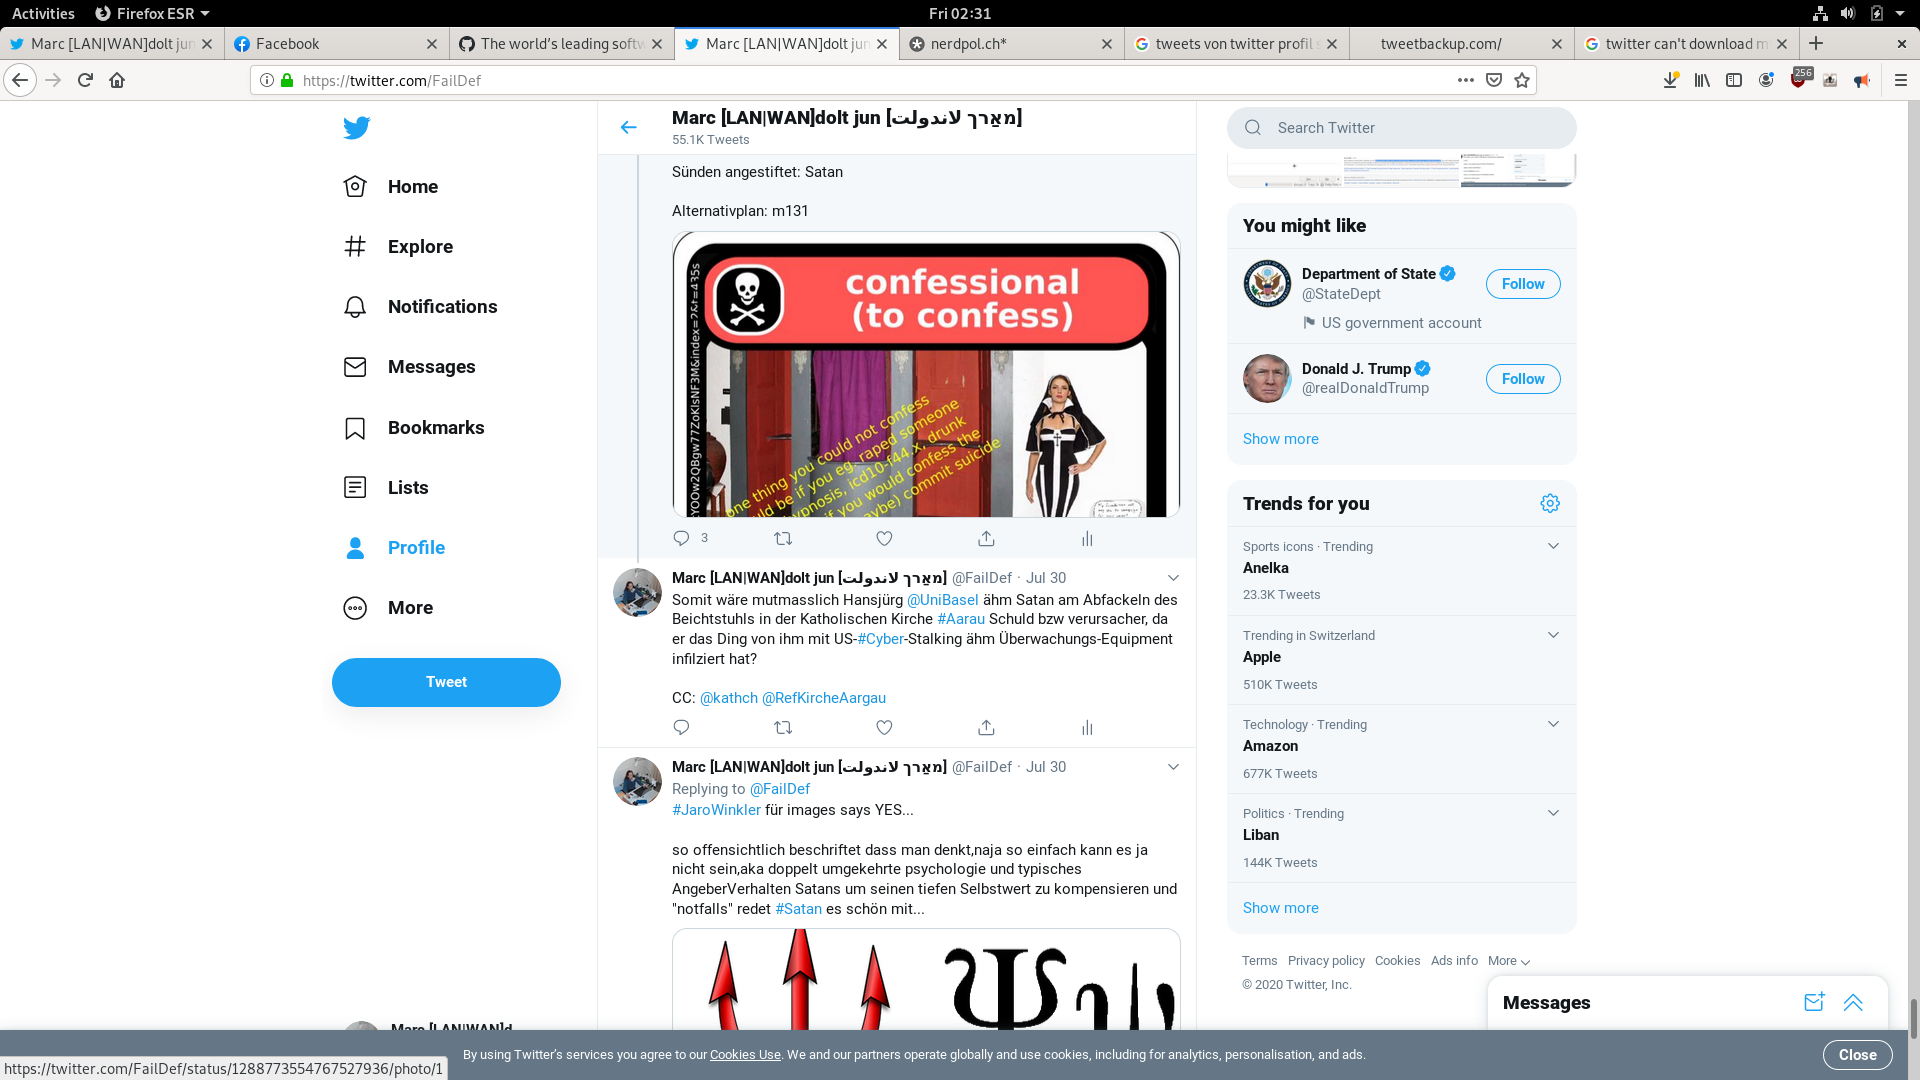 Activities
Firefox ESR
Fri 02:31
Marc [LAN|WAN]dolt jun
Facebook
The world's leading softw
Marc [LAN|WAN]dolt jun
nerdpol.ch*
tweets von twitter profil s
tweetbackup.com/
twitter can't download m
https://twitter.com/FailDef
256
Home
Explore
Notifications
Messages
Bookmarks
Lists
Profile
More
Tweet
Marc [LAN|WAN]d
Marc [LAN|WAN]dolt jun [מאַרך לאַנדולט]
55.1K Tweets
Sünden angestiftet: Satan
Alternativplan: m131
confessional
(to confess)
one thing you could not confess
uld be if you eg. raped someone
ypnosis, icd10-f44.x, drunk
if you would confess the
aybe) commit suicide
3
Marc [LAN|WAN]dolt jun [מאַרך לאנדולט] @FailDef · Jul 30
Somit wäre mutmasslich Hansjürg @UniBasel ähm Satan am Abfackeln des
Beichtstuhls in der Katholischen Kirche #Aarau Schuld bzw verursacher, da
er das Ding von ihm mit US-#Cyber-Stalking ähm Überwachungs-Equipment
infilziert hat?
CC: @kathch @RefKircheAargau
Marc [LAN|WAN]dolt jun [מאַרך לאנדולט] @FailDef · Jul 30
Replying to @FailDef
#JaroWinkler für images says YES...
so offensichtlich beschriftet dass man denkt,naja so einfach kann es ja
nicht sein,aka doppelt umgekehrte psychologie und typisches
AngeberVerhalten Satans um seinen tiefen Selbstwert zu kompensieren und
"notfalls" redet #Satan es schön mit...
Search Twitter
You might like
Department of State
@StateDept
US government account
Follow
Donald J. Trump
@realDonaldTrump
Follow
Show more
Trends for you
Sports icons · Trending
Anelka
23.3K Tweets
Trending in Switzerland
Apple
510K Tweets
Technology · Trending
Amazon
677K Tweets
Politics · Trending
Liban
144K Tweets
Show more
Terms Privacy policy Cookies Ads info More
© 2020 Twitter, Inc.
Messages
By using Twitter's services you agree to our Cookies Use. We and our partners operate globally and use cookies, including for analytics, personalisation, and ads.
Close
https://twitter.com/FailDef/status/1288773554767527936/photo/1